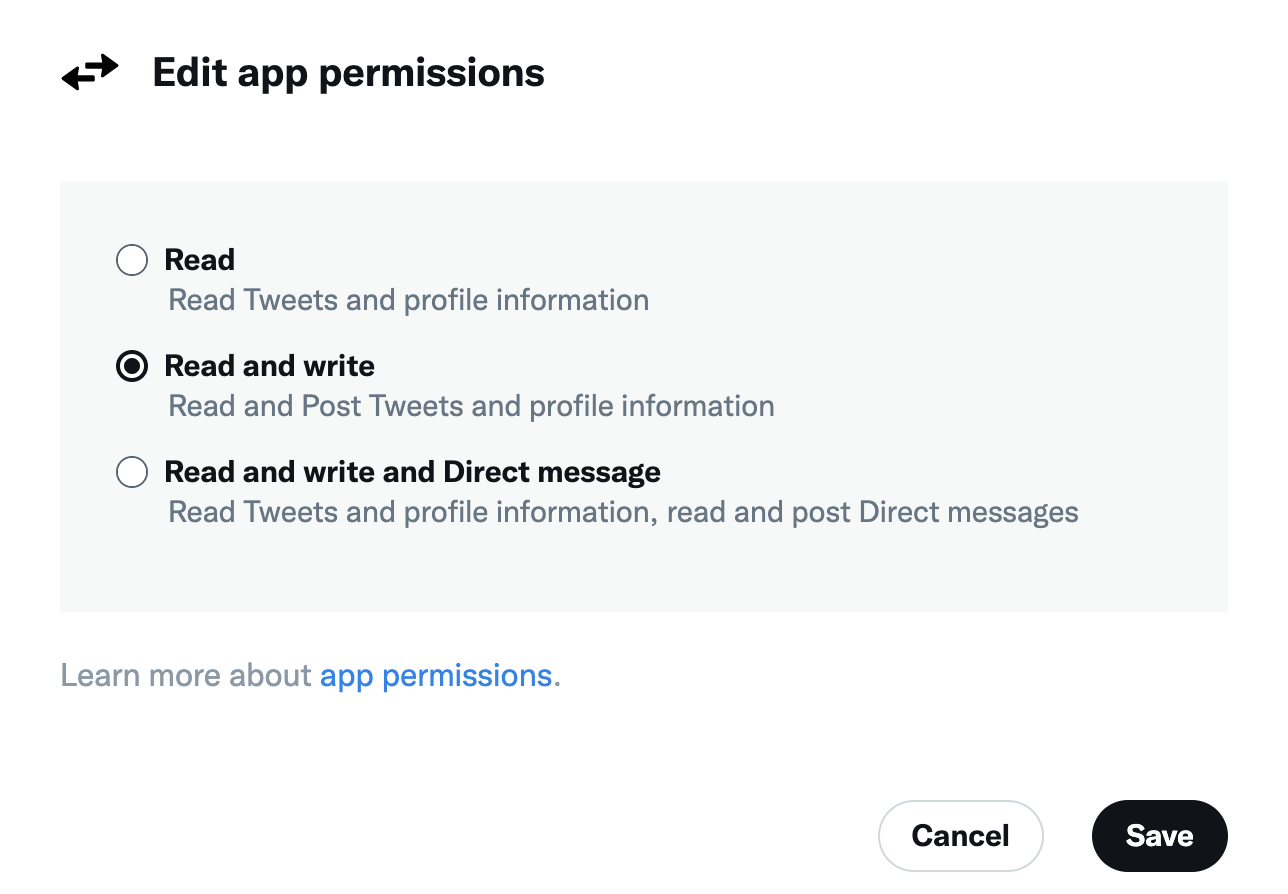 Edit app permissions
Read
Read Tweets and profile information
Read and write
Read and Post Tweets and profile information
Read and write and Direct message
Read Tweets and profile information, read and post Direct messages
Learn more about app permissions.
Cancel
Save